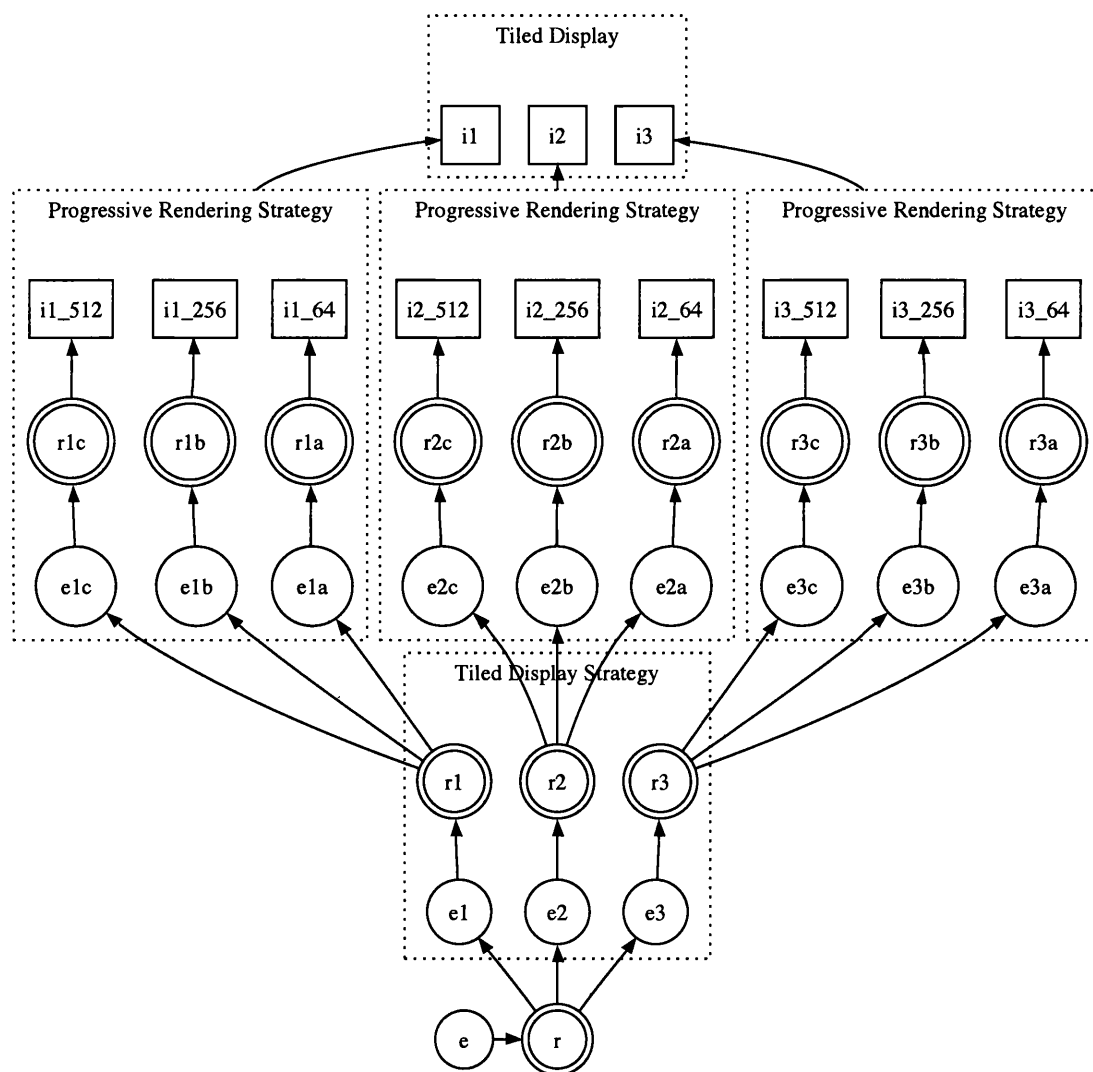 Tiled Display
i1 i2 i3
Progressive Rendering Strategy Progressive Rendering Strategy Progressive Rendering Strategy
i1_512 i1_256 i1_64 i2_512 i2_256 i2_64 i3_512 i3_256 i3_64
r1c r1b r1a r2c r2b r2a r3c r3b r3a
e1c e1b e1a e2c e2b e2a e3c e3b e3a
Tiled Display Strategy
r1 r2 r3
e1 e2 e3
e r